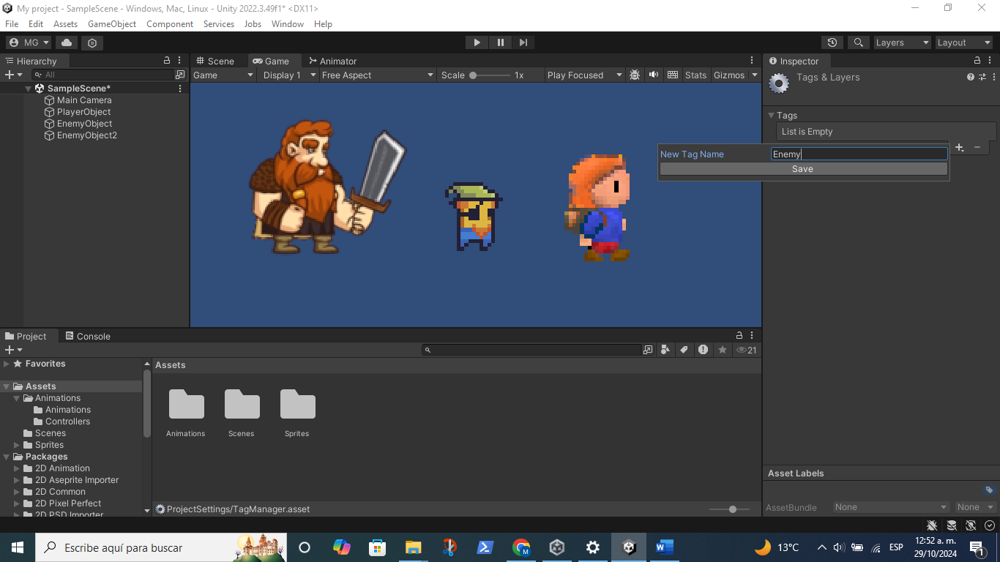 My project - SampleScene - Windows, Mac, Linux - Unity 2022.3.49f1* <DX11>
File Edit Assets GameObject Component Services Jobs Window Help
MG Layers Layout
Hierarchy
All
SampleScene*
Main Camera
PlayerObject
EnemyObject
EnemyObject2
Scene Game Animator
Game Display 1 Free Aspect Scale 1x Play Focused Stats Gizmos
Inspector
Tags & Layers
Tags
List is Empty
New Tag Name Enemy
Save
Project Console
21
Favorites
Assets
Animations
Animations
Controllers
Scenes
Sprites
Packages
2D Animation
2D Aseprite Importer
2D Common
2D Pixel Perfect
2D PSD Importer
Assets
Animations Scenes Sprites
ProjectSettings/TagManager.asset
Asset Labels
AssetBundle None None
Escribe aquí para buscar
13°C
ESP
12:52 a. m.
29/10/2024
1